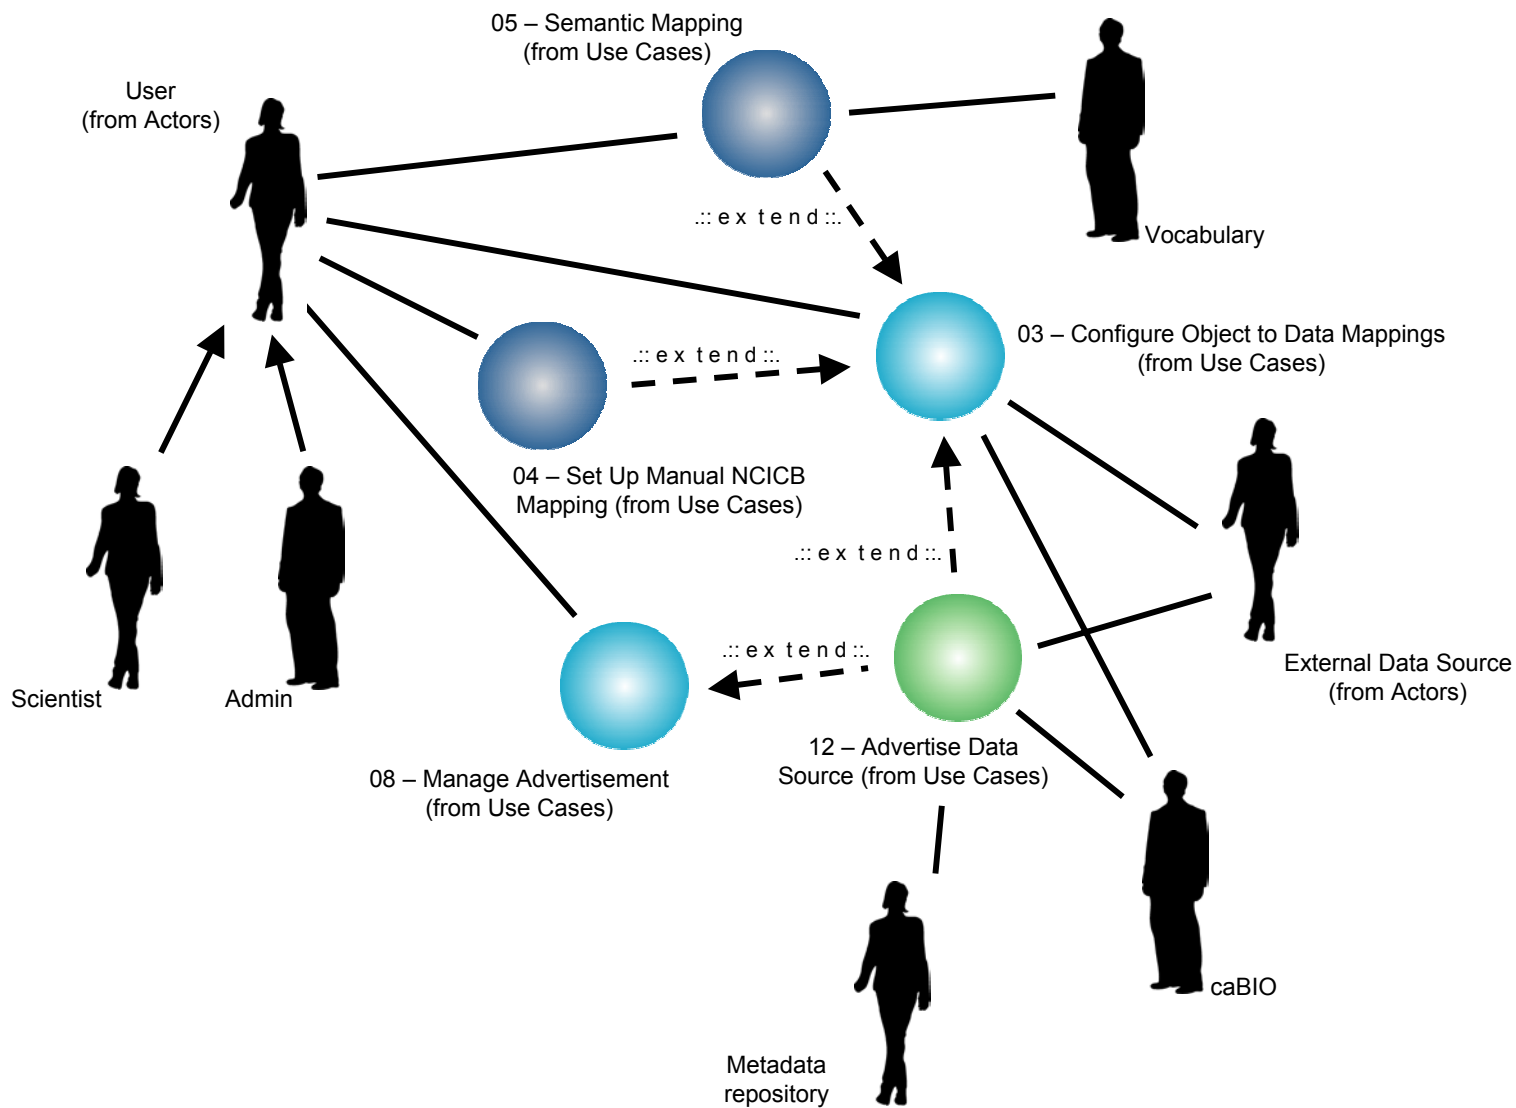 05 – Semantic Mapping
(from Use Cases)
User
(from Actors)
.:: e x t e n d ::.
Vocabulary
03 – Configure Object to Data Mappings
(from Use Cases)
.:: e x t e n d ::.
04 – Set Up Manual NCICB
Mapping (from Use Cases)
.:: e x t e n d ::.
.:: e x t e n d ::.
External Data Source
(from Actors)
Scientist
Admin
12 – Advertise Data
Source (from Use Cases)
08 – Manage Advertisement
(from Use Cases)
caBIO
Metadata
repository